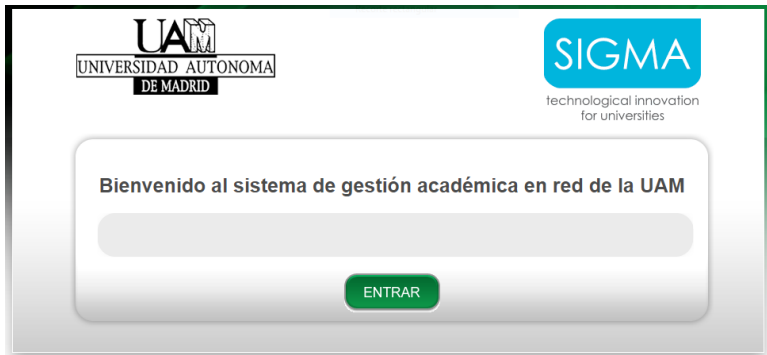 UAM
UNIVERSIDAD AUTONOMA
DE MADRID
SIGMA
technological innovation
for universities
Bienvenido al sistema de gestión académica en red de la UAM
ENTRAR